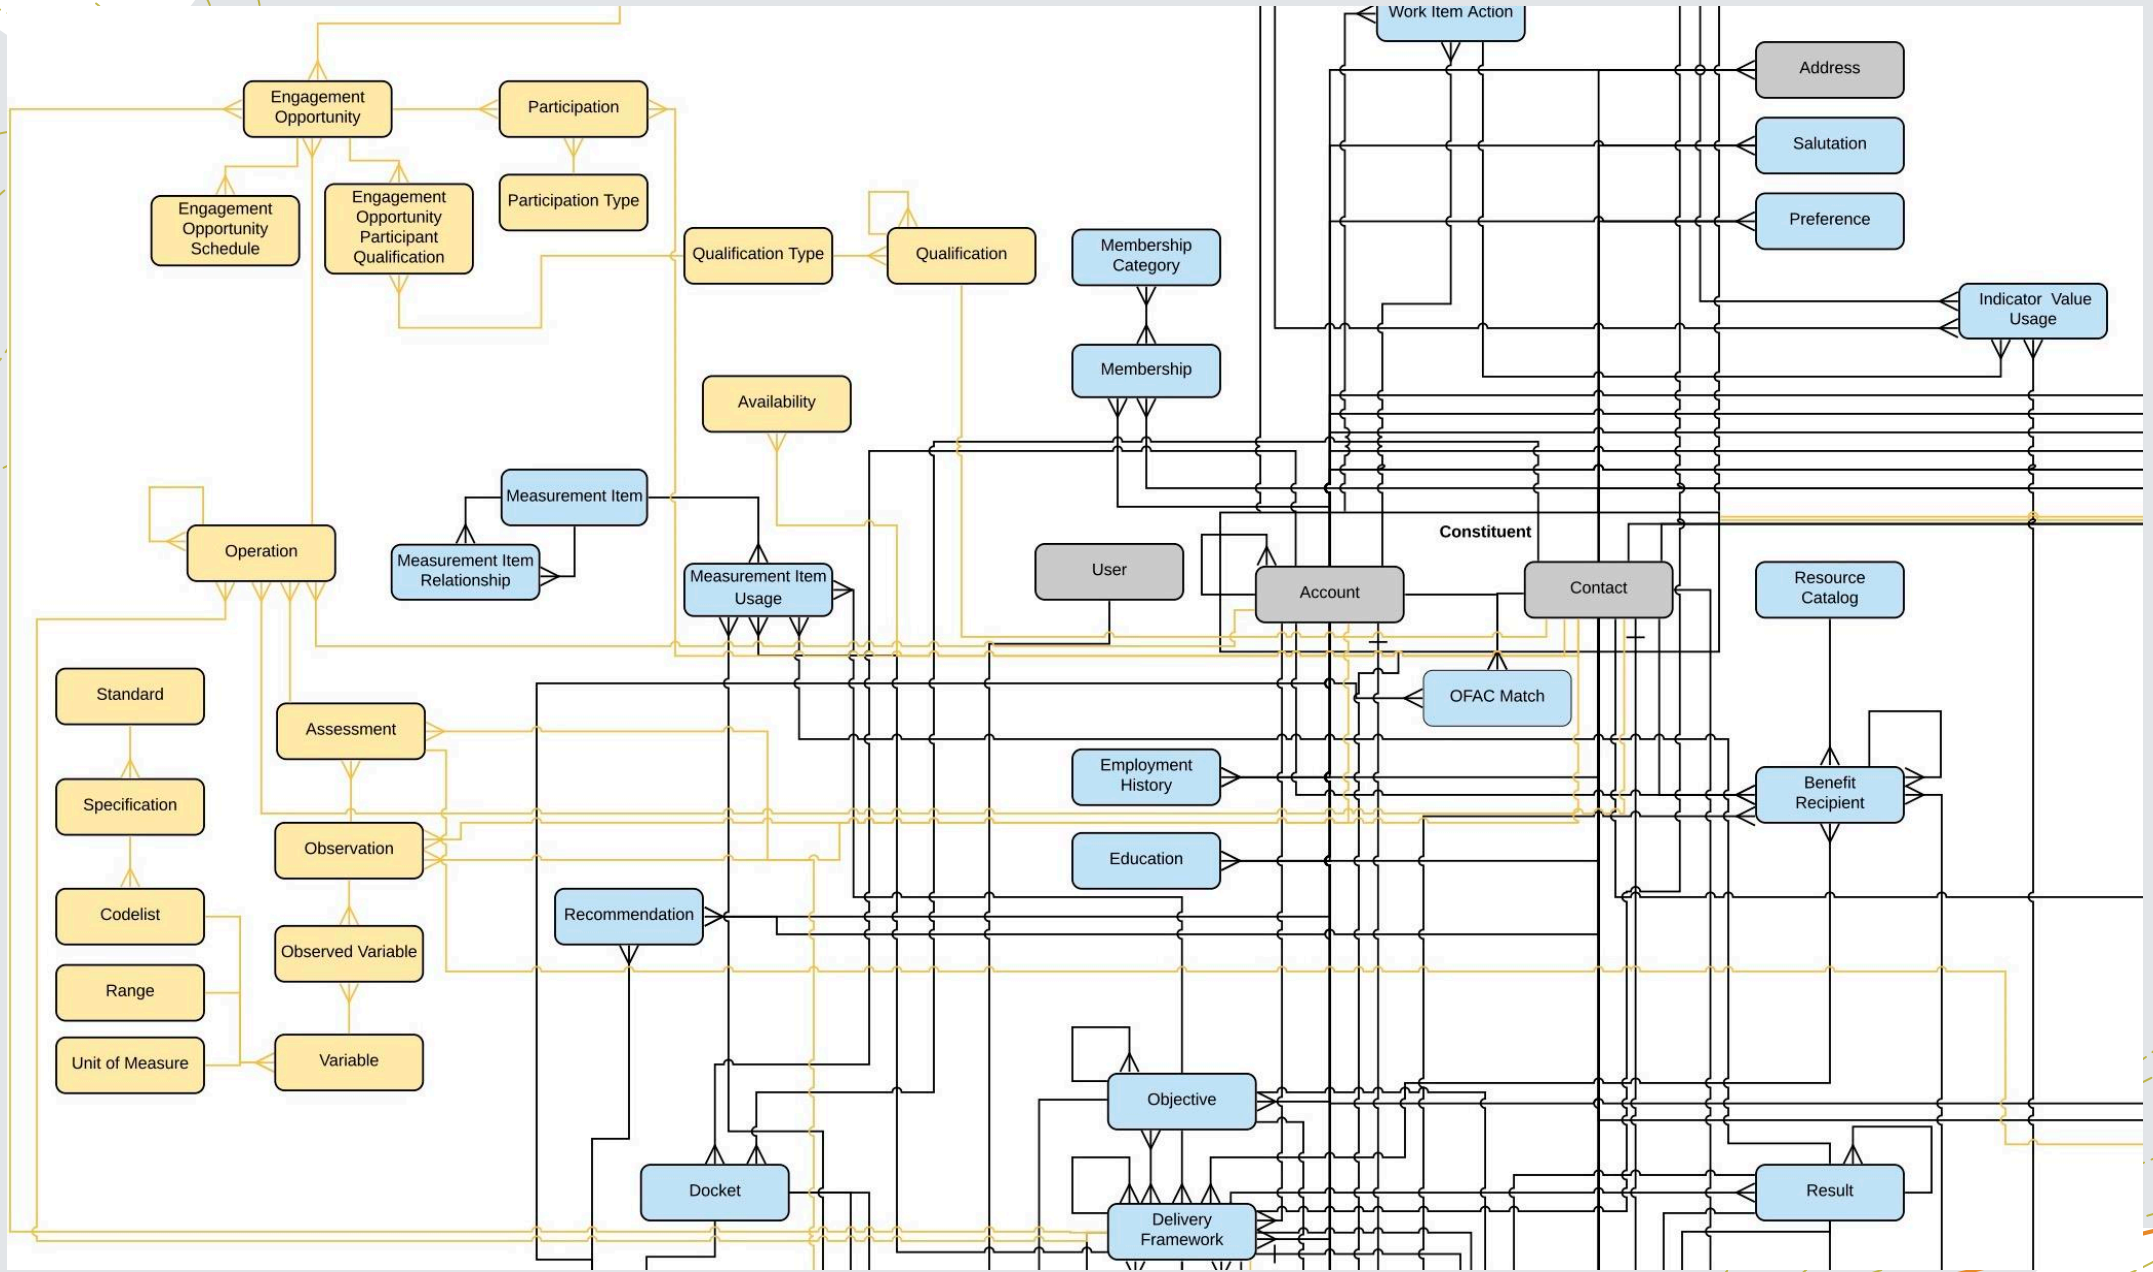 Work Item Action
Address
Engagement
Opportunity
Participation
Salutation
Engagement
Opportunity
Schedule
Engagement
Opportunity
Participant
Qualification
Participation Type
Preference
Qualification Type
Qualification
Membership
Category
Indicator Value
Usage
Membership
Availability
Measurement Item
Constituent
Operation
Measurement Item
Relationship
Measurement Item
Usage
User
Account
Contact
Resource
Catalog
Standard
OFAC Match
Assessment
Employment
History
Benefit
Recipient
Specification
Observation
Education
Codelist
Recommendation
Observed Variable
Range
Unit of Measure
Variable
Objective
Docket
Result
Delivery
Framework